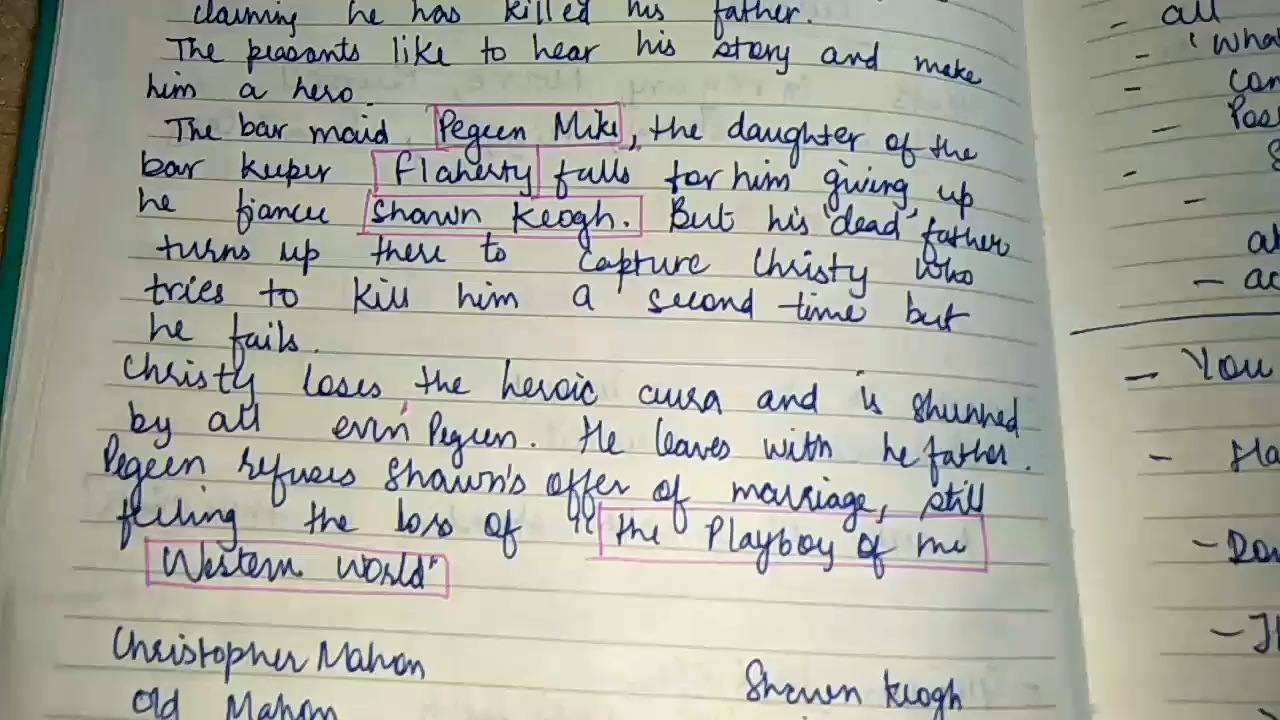 claiming he has killed his father.
The peasants like to hear his story and make
him a hero.
The bar maid Pegeen Mike, the daughter of the
bar keeper Flaherty falls for him giving up
he fiancee Shawn Keogh. But his 'dead' father
turns up there to capture Christy who
tries to kill him a second time but
he fails.
Christy loses the heroic aura and is shunned
by all even Pegeen. He leaves with he father.
Pegeen refuses Shawn's offer of marriage, still
feeling the loss of "the Playboy of the
Western World"
Christopher Mahon
Shawn Keogh
Old Mahon
- all
- 'What
-
-
-
-
- You
-
-
-